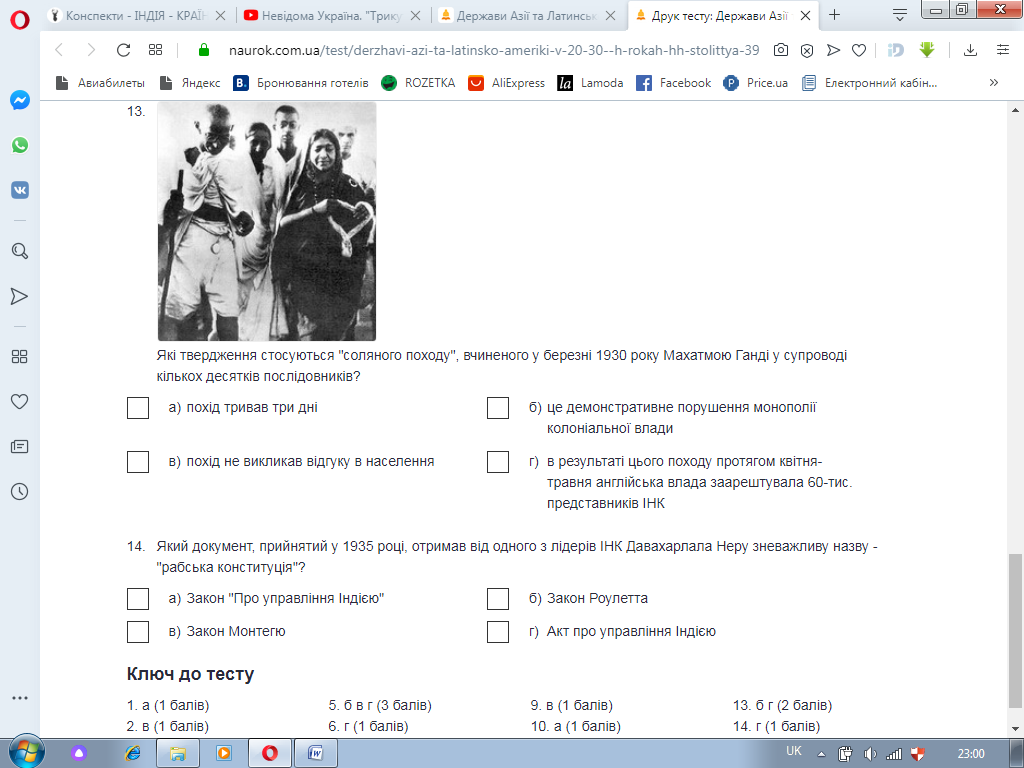 Конспекти - ІНДІЯ - КРАЇН
Невідома Україна. "Трику
Держави Азії та Латинськ
Друк тесту: Держави Азії
naurok.com.ua/test/derzhavi-azi-ta-latinsko-ameriki-v-20-30--h-rokah-hh-stolittya-39
Авиабилеты
Яндекс
B. Бронювання готелів
ROZETKA
AliExpress
la Lamoda
Facebook
P Price.ua
Електронний кабін...
13.
Які твердження стосуються "соляного походу", вчиненого у березні 1930 року Махатмою Ганді у супроводі
кількох десятків послідовників?
а) похід тривав три дні
б) це демонстративне порушення монополії
колоніальної влади
в) похід не викликав відгуку в населення
г) в результаті цього походу протягом квітня-
травня англійська влада заарештувала 60-тис.
представників ІНК
14. Який документ, прийнятий у 1935 році, отримав від одного з лідерів ІНК Давахарлала Неру зневажливу назву -
"рабська конституція"?
а) Закон "Про управління Індією"
б) Закон Роулетта
в) Закон Монтегю
г) Акт про управління Індією
Ключ до тесту
1. а (1 балів)
5. б в г (3 балів)
9. в (1 балів)
13. б г (2 балів)
2. в (1 балів)
6. г (1 балів)
10. а (1 балів)
14. г (1 балів)
UK
23:00